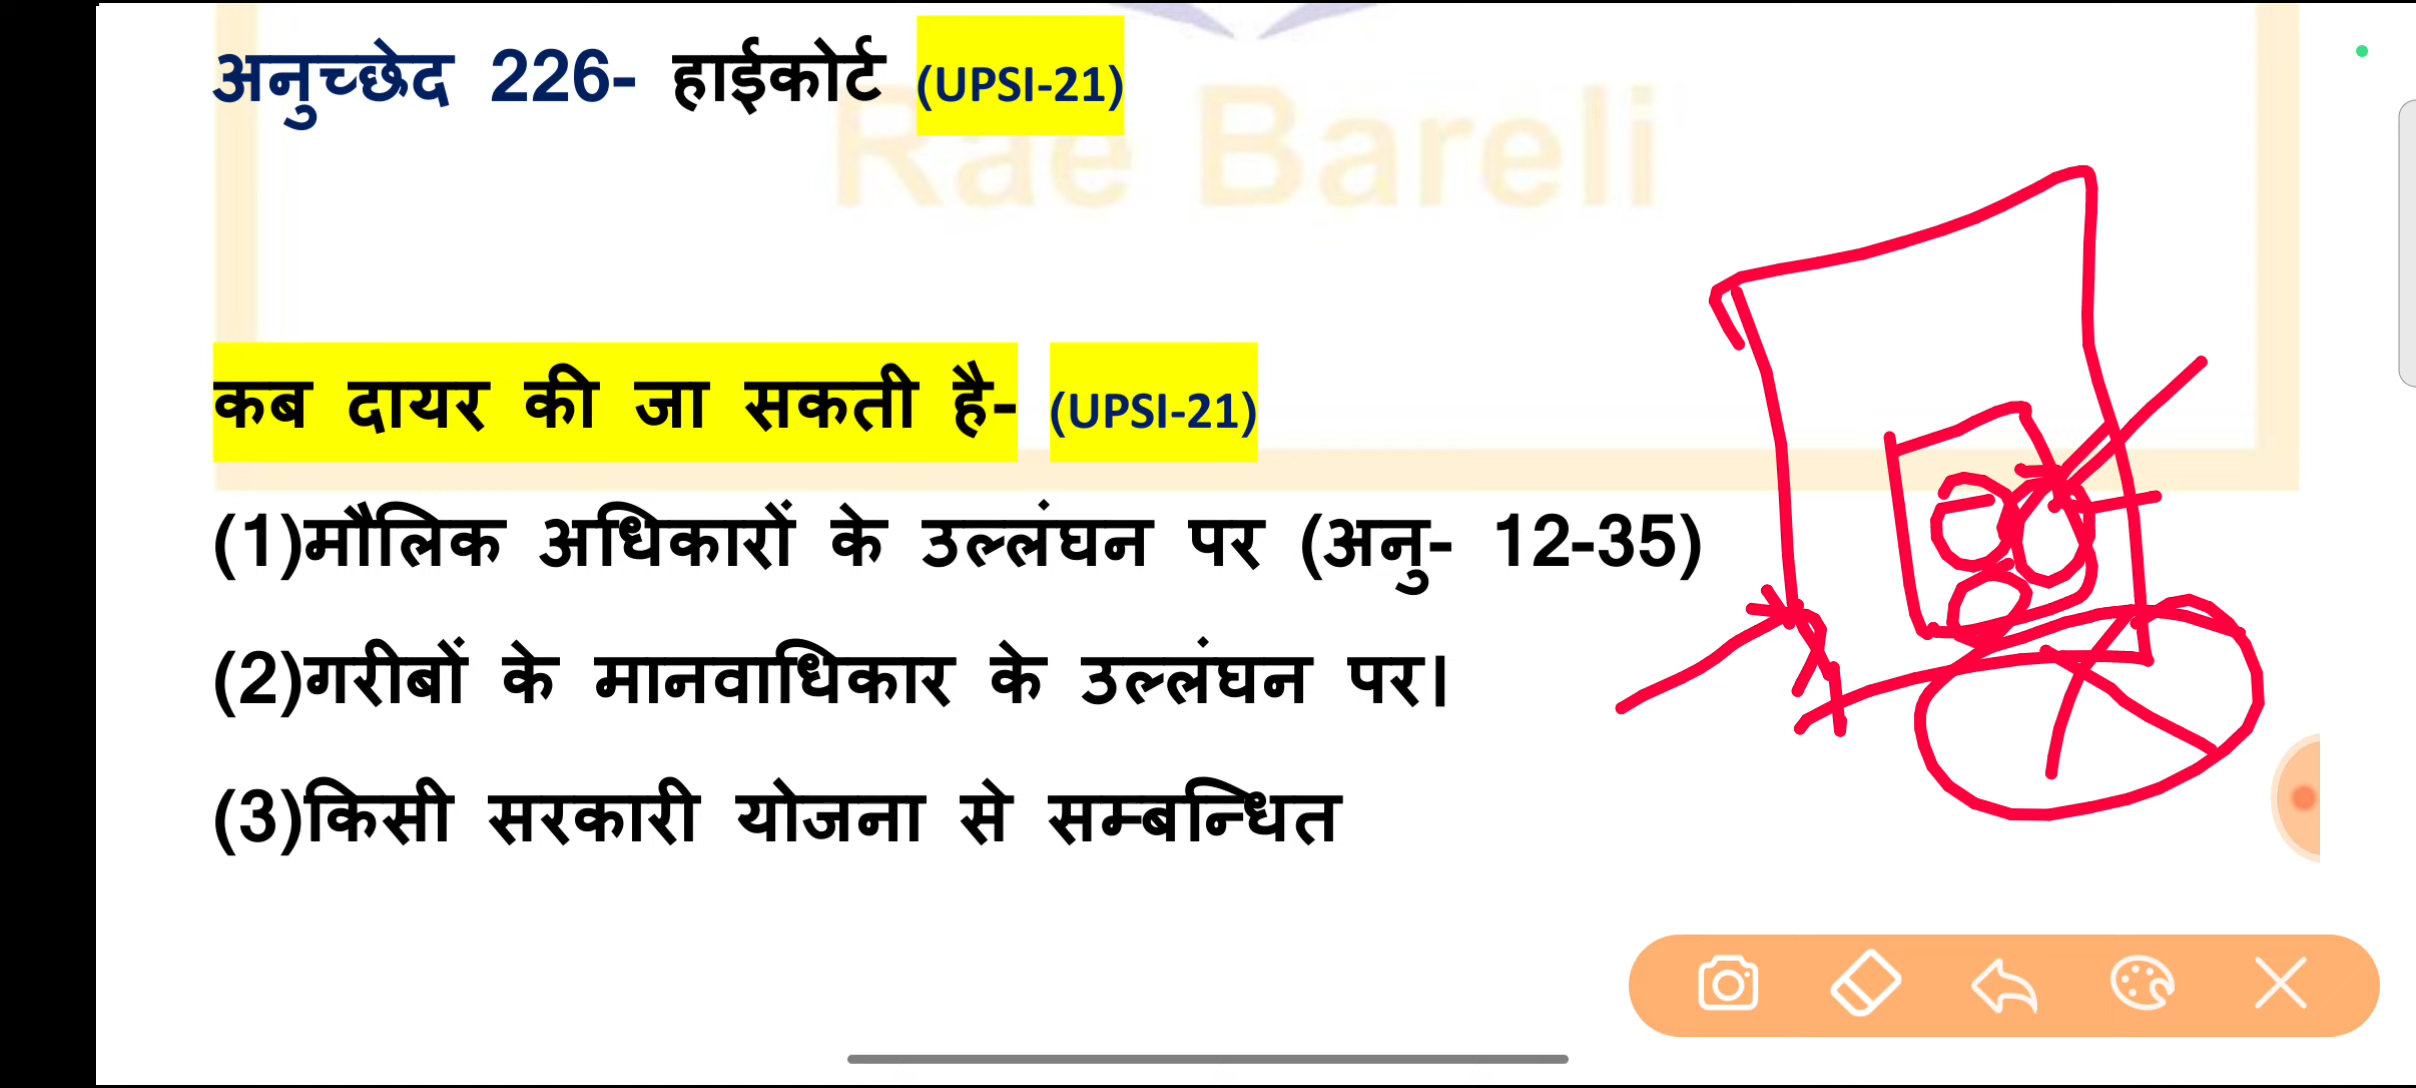 अनुच्छेद 226- हाईकोर्ट (UPSI-21)
Rae Bareli
कब दायर की जा सकती है- (UPSI-21)
(1)मौलिक अधिकारों के उल्लंघन पर (अनु- 12-35)
(2)गरीबों के मानवाधिकार के उल्लंघन पर।
(3)किसी सरकारी योजना से सम्बन्धित